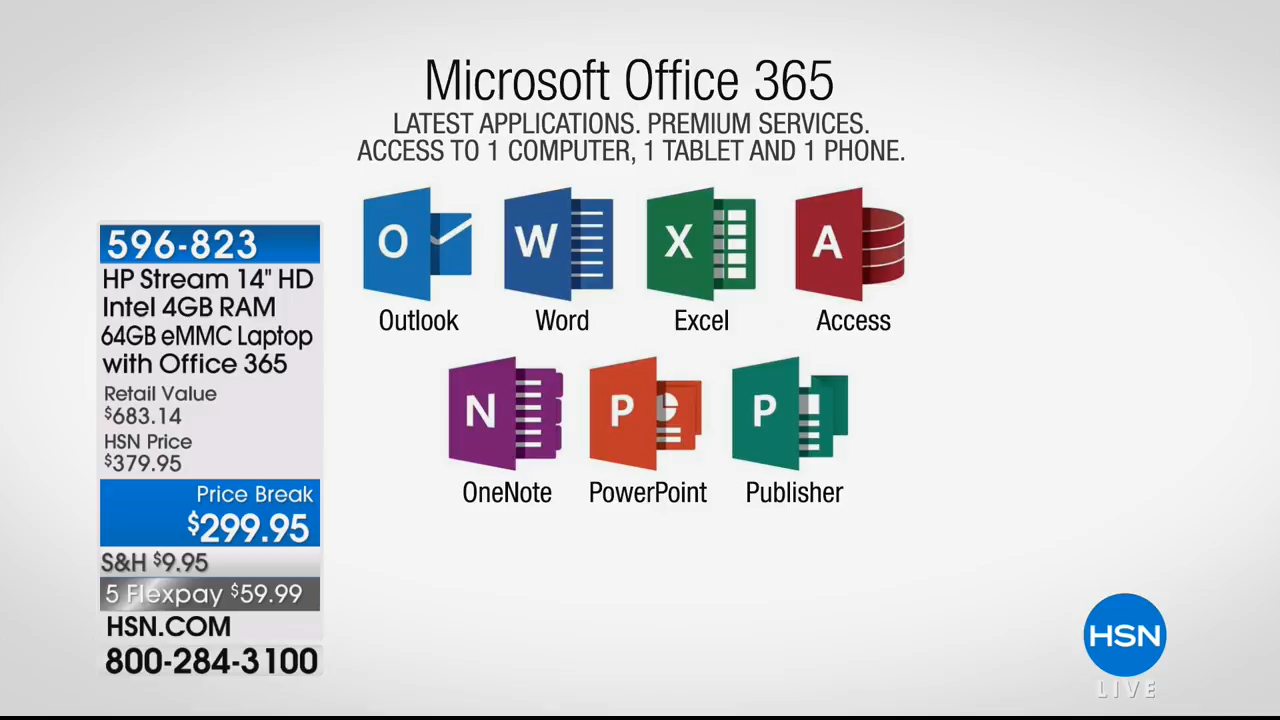 Microsoft Office 365
LATEST APPLICATIONS. PREMIUM SERVICES.
ACCESS TO 1 COMPUTER, 1 TABLET AND 1 PHONE.
O W X A
Outlook Word Excel Access
N P P
OneNote PowerPoint Publisher
596-823
HP Stream 14" HD
Intel 4GB RAM
64GB eMMC Laptop
with Office 365
Retail Value
$683.14
HSN Price
$379.95
Price Break
$299.95
S&H $9.95
5 Flexpay $59.99
HSN.COM
800-284-3100
HSN
LIVE